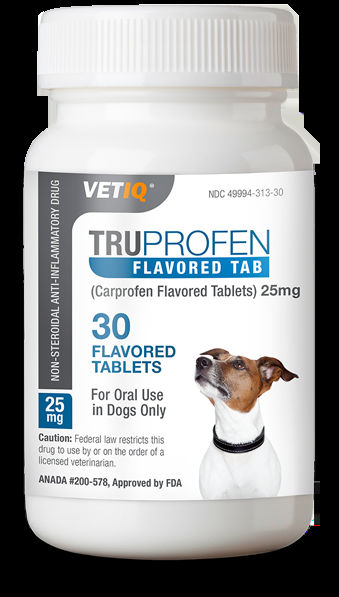 VETIQ®
NDC 49994-313-30
TRUPROFEN
FLAVORED TAB
(Carprofen Flavored Tablets) 25mg
30
FLAVORED
TABLETS
For Oral Use
in Dogs Only
NON-STEROIDAL ANTI-INFLAMMATORY DRUG
25
mg
Caution: Federal law restricts this
drug to use by or on the order of a
licensed veterinarian.
ANADA #200-578, Approved by FDA